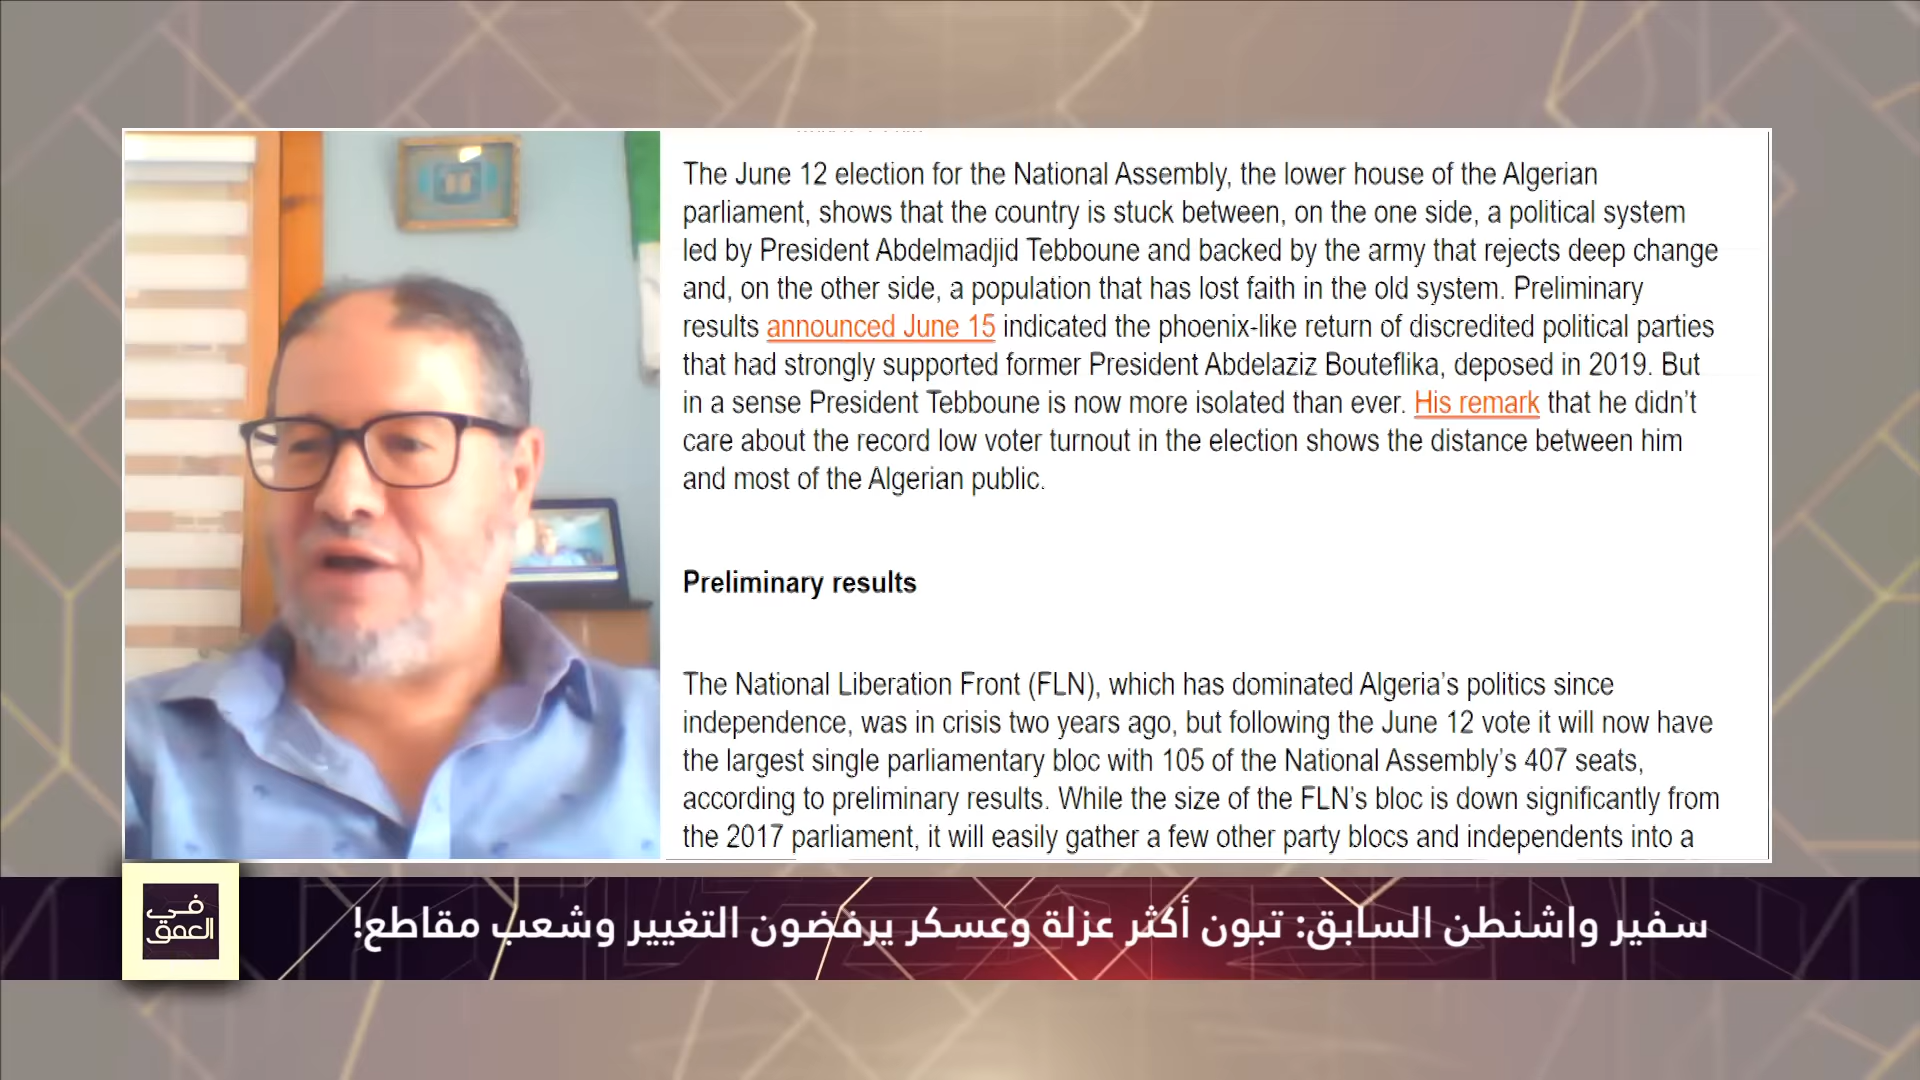 The June 12 election for the National Assembly, the lower house of the Algerian
parliament, shows that the country is stuck between, on the one side, a political system
led by President Abdelmadjid Tebboune and backed by the army that rejects deep change
and, on the other side, a population that has lost faith in the old system. Preliminary
results announced June 15 indicated the phoenix-like return of discredited political parties
that had strongly supported former President Abdelaziz Bouteflika, deposed in 2019. But
in a sense President Tebboune is now more isolated than ever. His remark that he didn’t
care about the record low voter turnout in the election shows the distance between him
and most of the Algerian public.
Preliminary results
The National Liberation Front (FLN), which has dominated Algeria’s politics since
independence, was in crisis two years ago, but following the June 12 vote it will now have
the largest single parliamentary bloc with 105 of the National Assembly’s 407 seats,
according to preliminary results. While the size of the FLN’s bloc is down significantly from
the 2017 parliament, it will easily gather a few other party blocs and independents into a
في
العمق
سفير واشنطن السابق: تبون أكثر عزلة وعسكر يرفضون التغيير وشعب مقاطع!